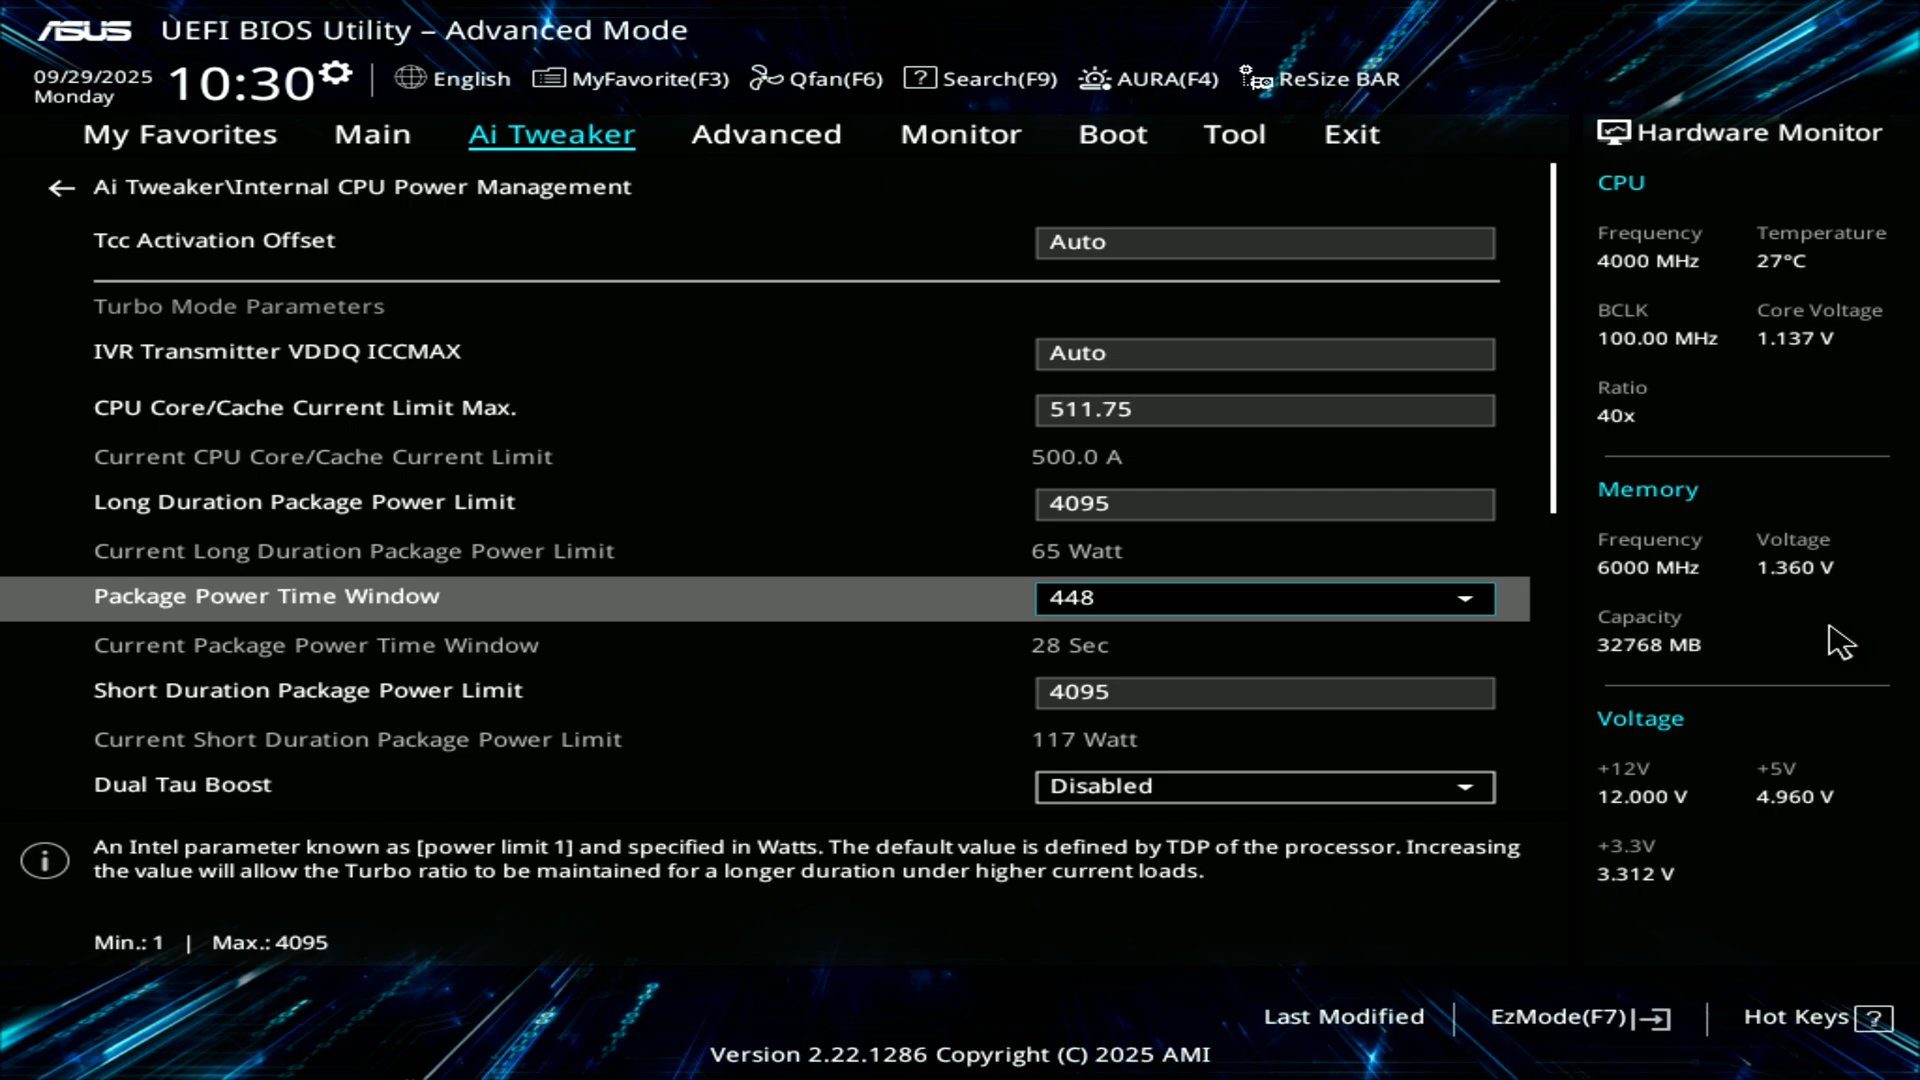 ASUS UEFI BIOS Utility – Advanced Mode
09/29/2025
Monday
10:30
English
MyFavorite(F3)
Qfan(F6)
Search(F9)
AURA(F4)
ReSize BAR
My Favorites
Main
Ai Tweaker
Advanced
Monitor
Boot
Tool
Exit
Ai Tweaker\Internal CPU Power Management
Tcc Activation Offset Auto
Turbo Mode Parameters
IVR Transmitter VDDQ ICCMAX Auto
CPU Core/Cache Current Limit Max. 511.75
Current CPU Core/Cache Current Limit 500.0 A
Long Duration Package Power Limit 4095
Current Long Duration Package Power Limit 65 Watt
Package Power Time Window 448
Current Package Power Time Window 28 Sec
Short Duration Package Power Limit 4095
Current Short Duration Package Power Limit 117 Watt
Dual Tau Boost Disabled
An Intel parameter known as [power limit 1] and specified in Watts. The default value is defined by TDP of the processor. Increasing
the value will allow the Turbo ratio to be maintained for a longer duration under higher current loads.
Min.: 1 | Max.: 4095
Hardware Monitor
CPU
Frequency Temperature
4000 MHz 27°C
BCLK Core Voltage
100.00 MHz 1.137 V
Ratio
40x
Memory
Frequency Voltage
6000 MHz 1.360 V
Capacity
32768 MB
Voltage
+12V +5V
12.000 V 4.960 V
+3.3V
3.312 V
Last Modified
EzMode(F7)
Hot Keys ?
Version 2.22.1286 Copyright (C) 2025 AMI